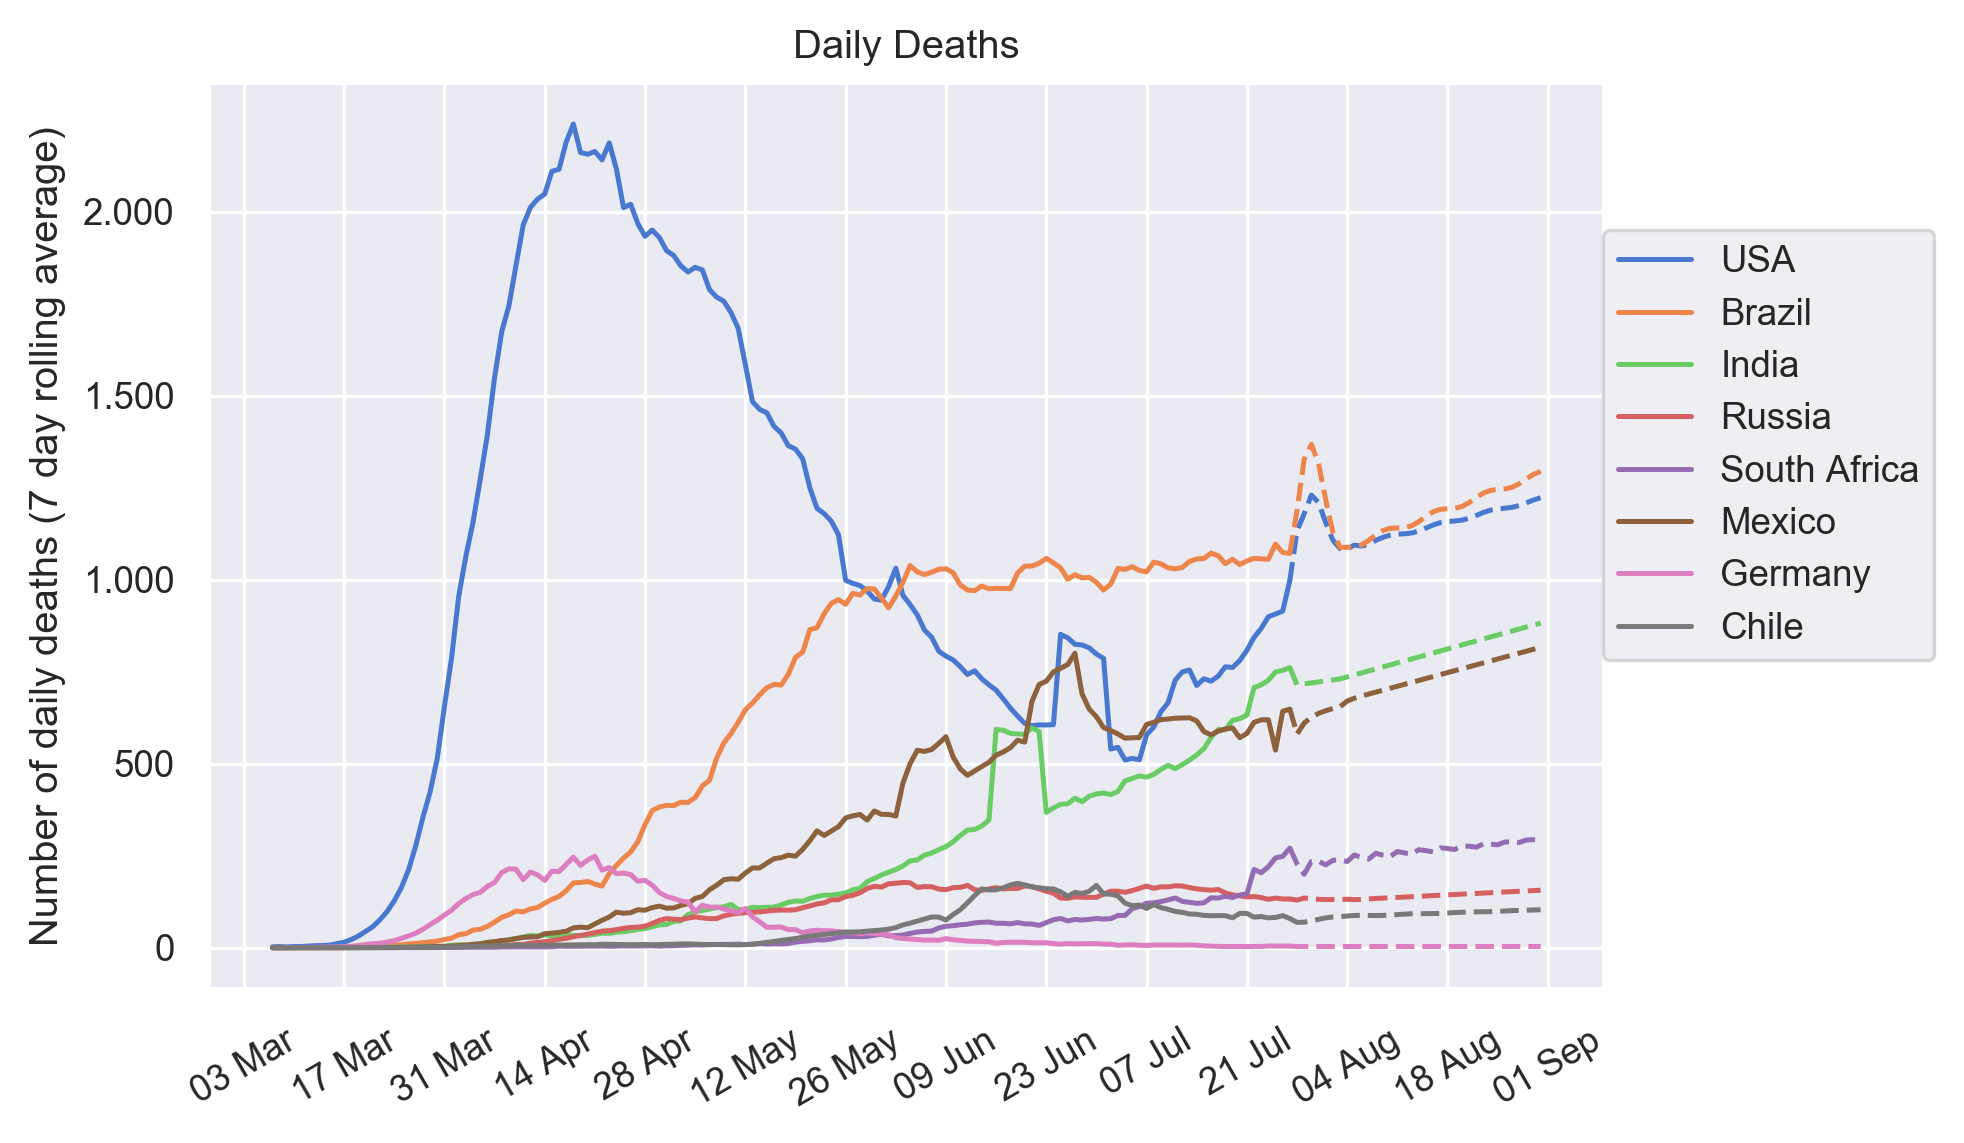 Daily Deaths
Number of daily deaths (7 day rolling average)
2.000
1.500
1.000
500
0
03 Mar
17 Mar
31 Mar
14 Apr
28 Apr
12 May
26 May
09 Jun
23 Jun
07 Jul
21 Jul
04 Aug
18 Aug
01 Sep
USA
Brazil
India
Russia
South Africa
Mexico
Germany
Chile